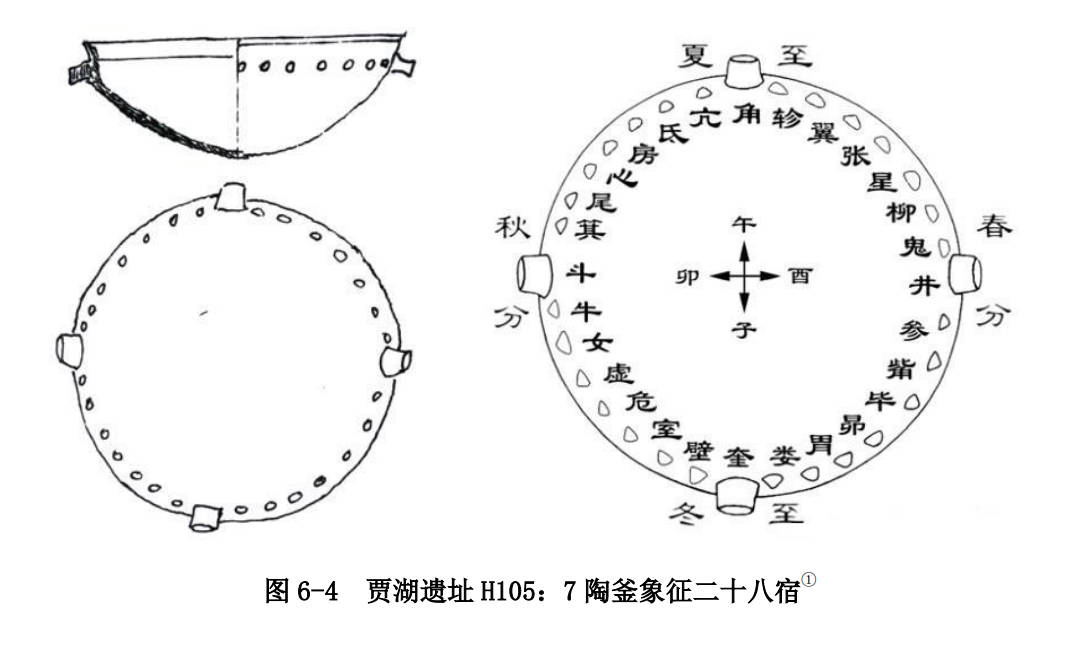 夏 至
角 轸 翼 张 星 柳 鬼 井 参 觜 毕 昴 胃 娄 奎 壁 室 危 虚 女 牛 斗 箕 尾 心 房 氐 亢
秋 分
春 分
午
卯 酉
子
冬 至
图 6-4 贾湖遗址 H105：7 陶釜象征二十八宿①